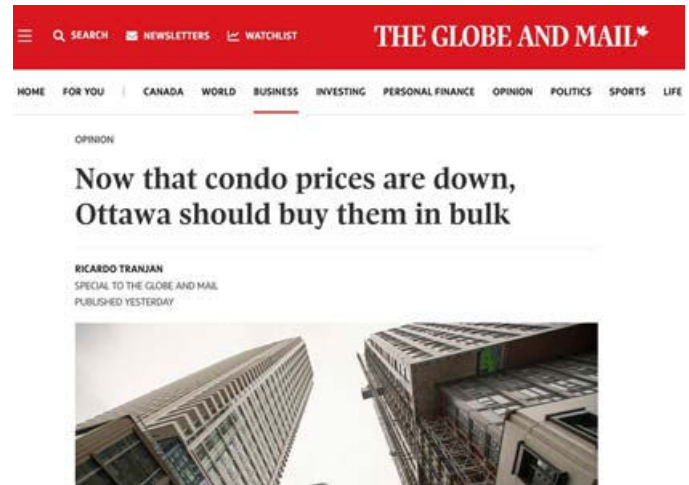 SEARCH NEWSLETTERS WATCHLIST THE GLOBE AND MAIL
HOME FOR YOU CANADA WORLD BUSINESS INVESTING PERSONAL FINANCE OPINION POLITICS SPORTS LIFE
OPINION
Now that condo prices are down,
Ottawa should buy them in bulk
RICARDO TRANJAN
SPECIAL TO THE GLOBE AND MAIL
PUBLISHED YESTERDAY